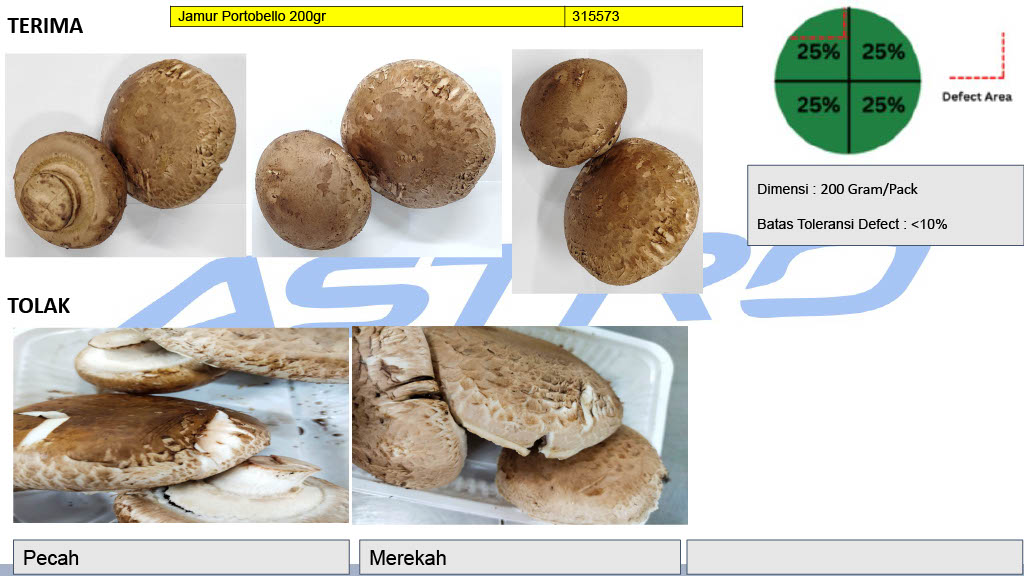 TERIMA
Jamur Portobello 200gr 315573
25% 25%
25% 25%
Defect Area
Dimensi : 200 Gram/Pack
Batas Toleransi Defect : <10%
ASTRO
TOLAK
Pecah
Merekah